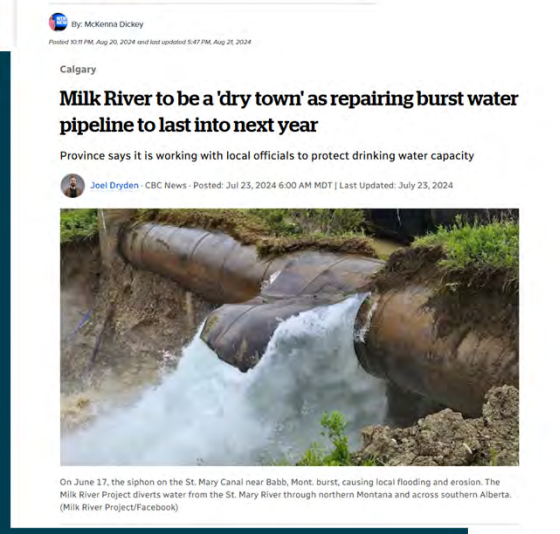 By: McKenna Dickey
Posted 10:11 PM, Aug 20, 2024 and last updated 5:47 PM, Aug 21, 2024
Calgary
Milk River to be a 'dry town' as repairing burst water
pipeline to last into next year
Province says it is working with local officials to protect drinking water capacity
Joel Dryden · CBC News · Posted: Jul 23, 2024 6:00 AM MDT | Last Updated: July 23, 2024
On June 17, the siphon on the St. Mary Canal near Babb, Mont. burst, causing local flooding and erosion. The
Milk River Project diverts water from the St. Mary River through northern Montana and across southern Alberta.
(Milk River Project/Facebook)